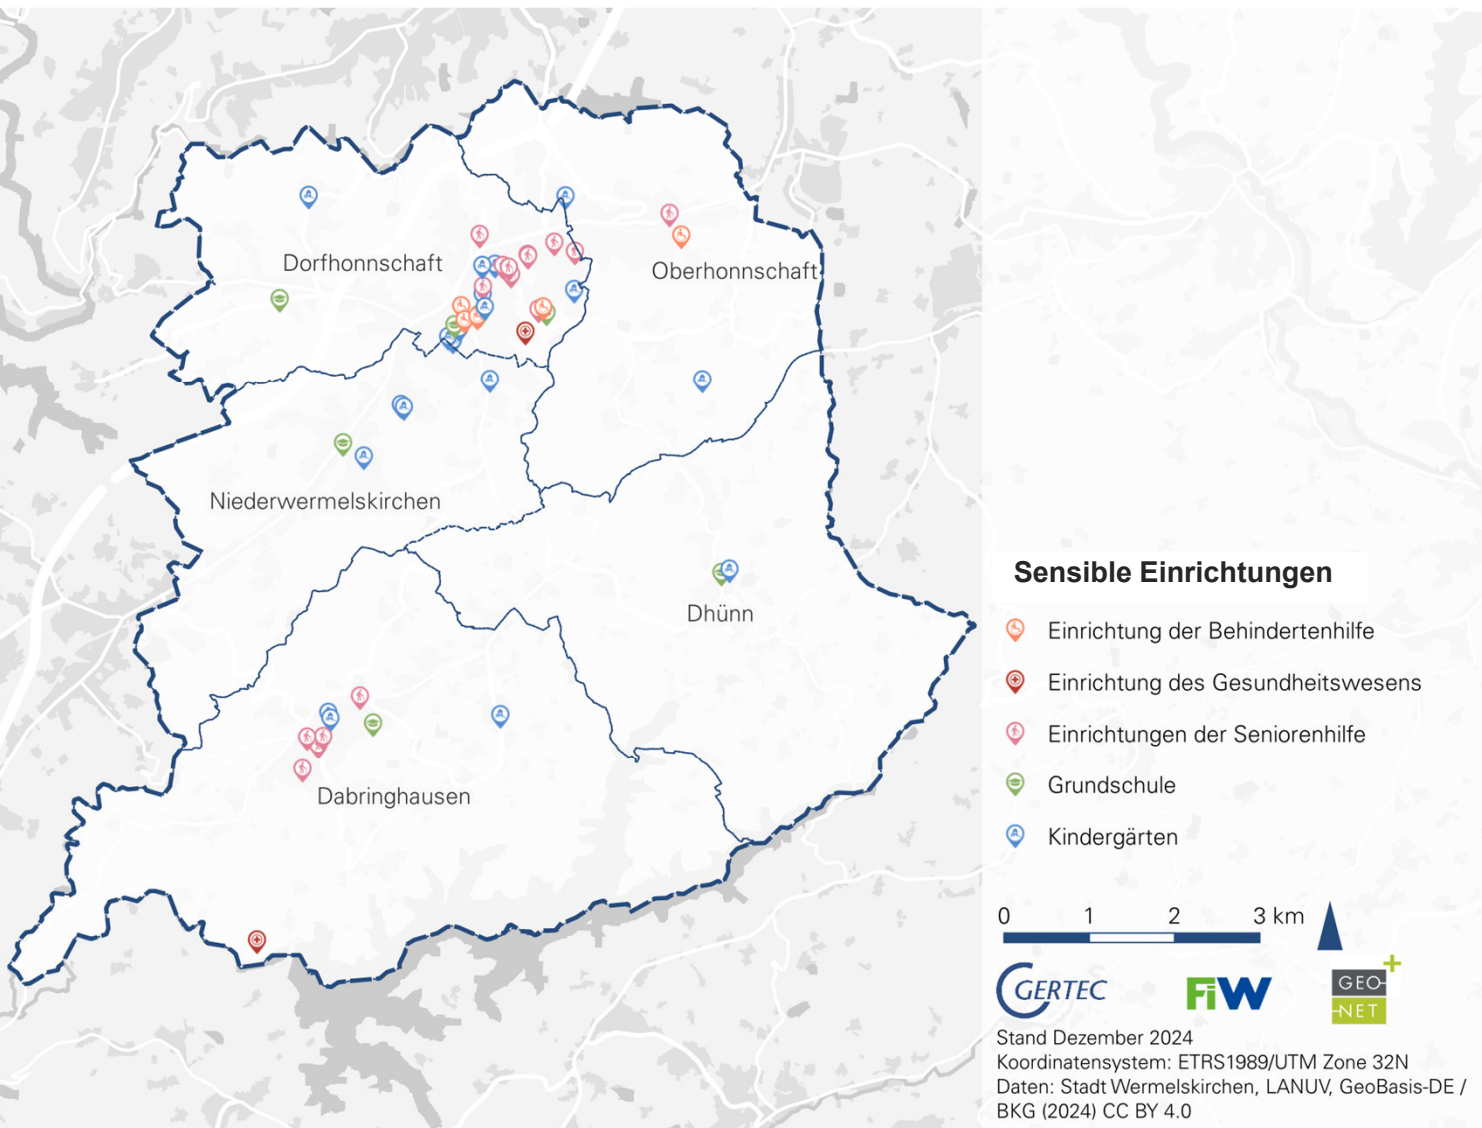 Dorfhonnschaft
Oberhonnschaft
Niederwermelskirchen
Dhünn
Dabringhausen
Sensible Einrichtungen
Einrichtung der Behindertenhilfe
Einrichtung des Gesundheitswesens
Einrichtungen der Seniorenhilfe
Grundschule
Kindergärten
0 1 2 3 km
GERTEC FiW GEO-NET+
Stand Dezember 2024
Koordinatensystem: ETRS1989/UTM Zone 32N
Daten: Stadt Wermelskirchen, LANUV, GeoBasis-DE /
BKG (2024) CC BY 4.0